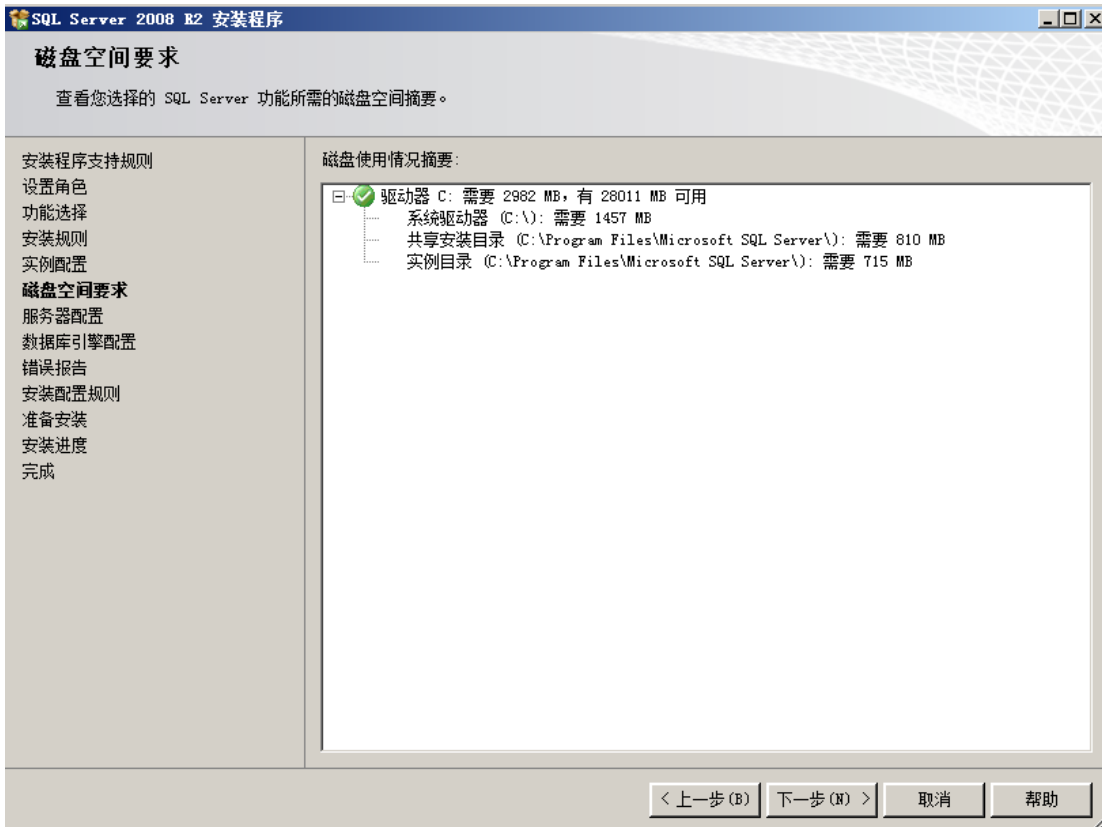 SQL Server 2008 R2 安装程序
磁盘空间要求
查看您选择的 SQL Server 功能所需的磁盘空间摘要。
安装程序支持规则
设置角色
功能选择
安装规则
实例配置
磁盘空间要求
服务器配置
数据库引擎配置
错误报告
安装配置规则
准备安装
安装进度
完成
磁盘使用情况摘要:
驱动器 C: 需要 2982 MB，有 28011 MB 可用
系统驱动器 (C:\): 需要 1457 MB
共享安装目录 (C:\Program Files\Microsoft SQL Server\): 需要 810 MB
实例目录 (C:\Program Files\Microsoft SQL Server\): 需要 715 MB
< 上一步(B) 下一步(N) > 取消 帮助